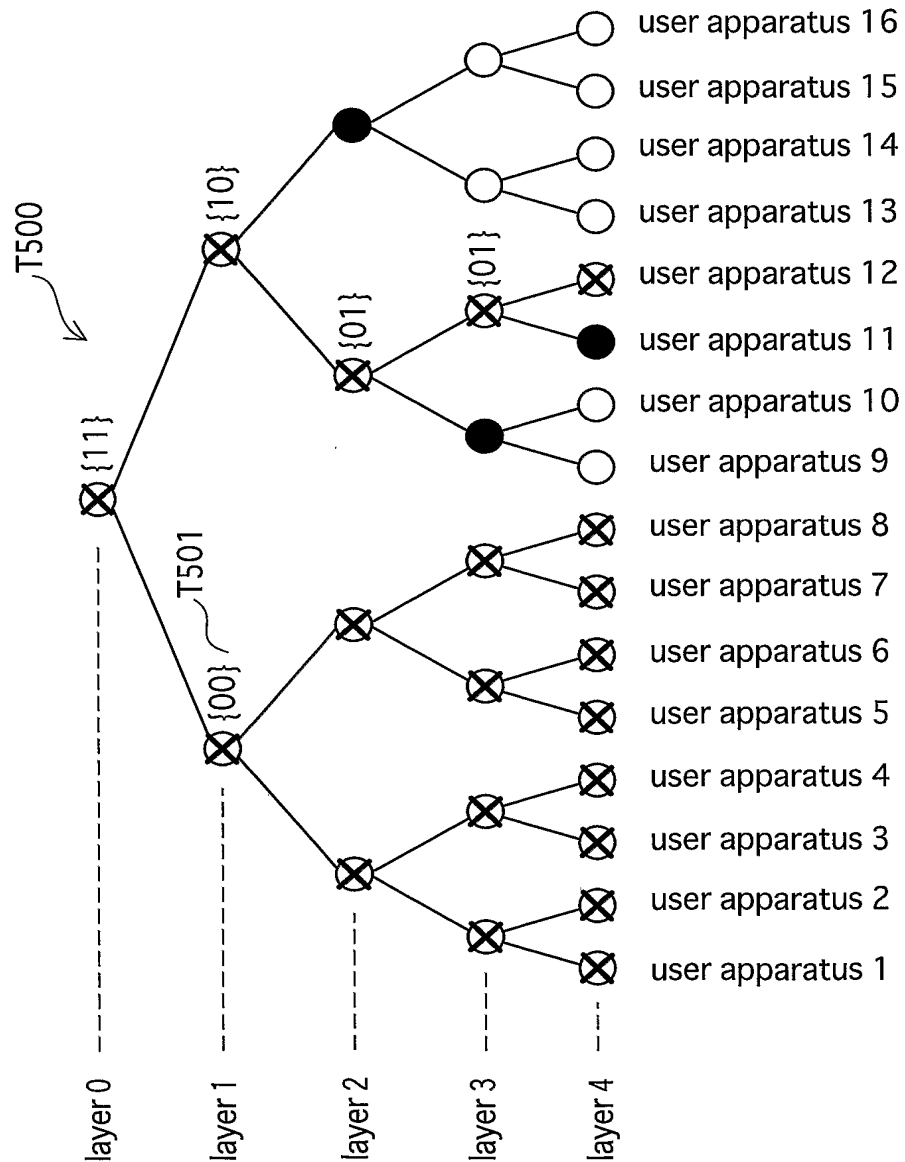 T500
{11}
{10}
{00}
T501
{01}
{01}
user apparatus 16
user apparatus 15
user apparatus 14
user apparatus 13
user apparatus 12
user apparatus 11
user apparatus 10
user apparatus 9
user apparatus 8
user apparatus 7
user apparatus 6
user apparatus 5
user apparatus 4
user apparatus 3
user apparatus 2
user apparatus 1
layer 0
layer 1
layer 2
layer 3
layer 4